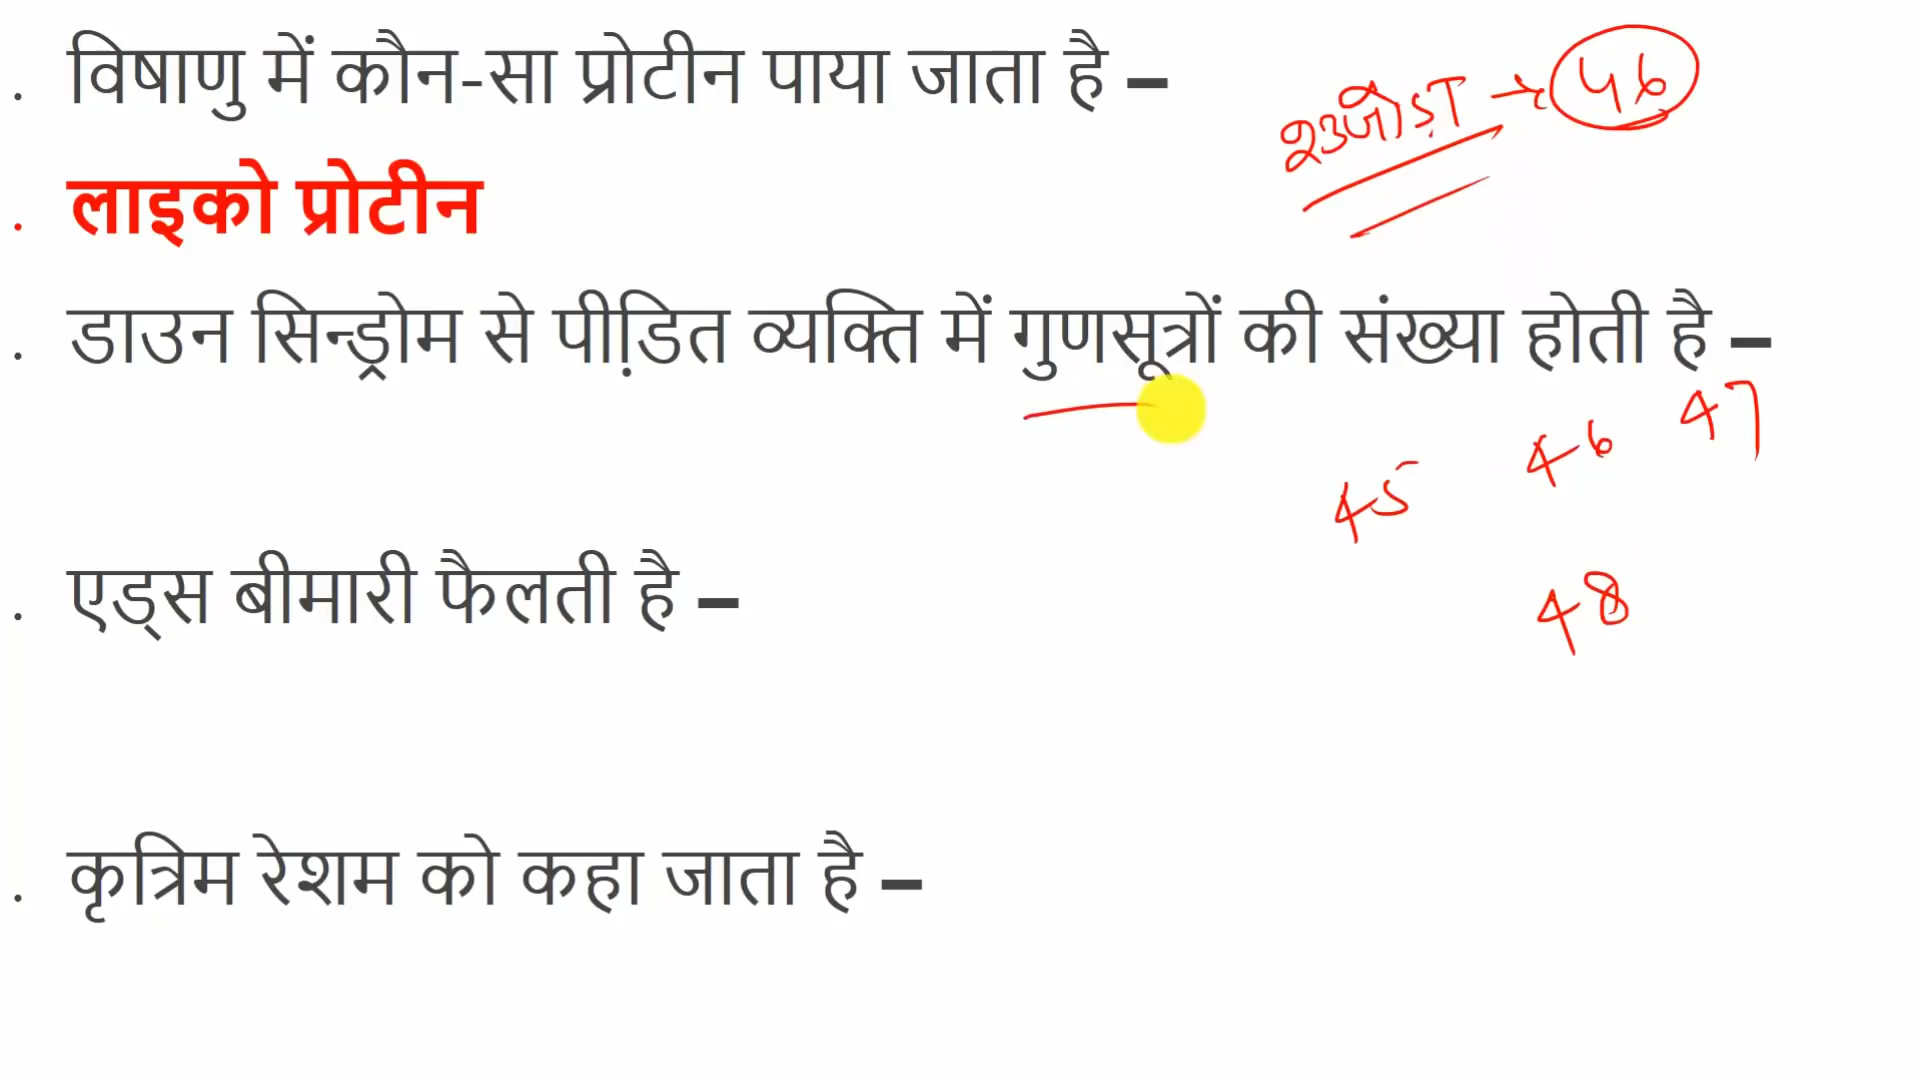 . विषाणु में कौन-सा प्रोटीन पाया जाता है –
23जोड़ा → 46
. लाइको प्रोटीन
. डाउन सिन्ड्रोम से पीड़ित व्यक्ति में गुणसूत्रों की संख्या होती है –
45 46 47
48
. एड्स बीमारी फैलती है –
. कृत्रिम रेशम को कहा जाता है –